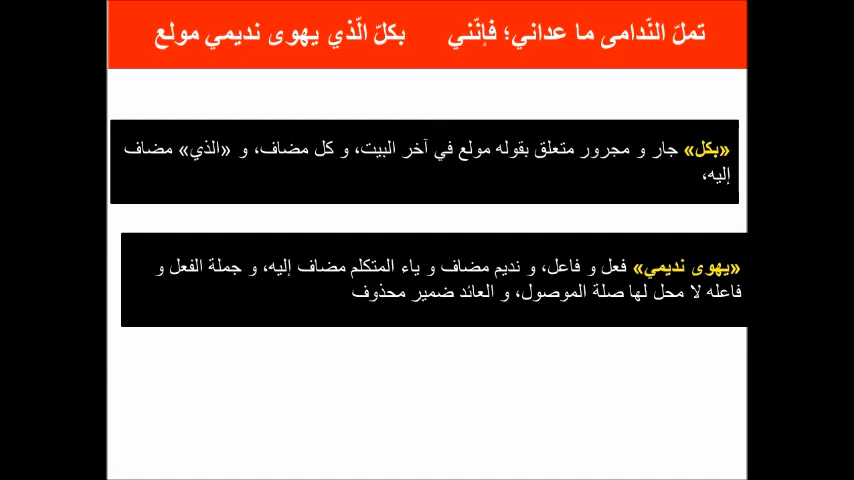 تملّ النّدامى ما عداني؛ فإنّني بكلّ الّذي يهوى نديمي مولع
«بكل» جار و مجرور متعلق بقوله مولع في آخر البيت، و كل مضاف، و «الذي» مضاف
إليه،
«يهوى نديمي» فعل و فاعل، و نديم مضاف و ياء المتكلم مضاف إليه، و جملة الفعل و
فاعله لا محل لها صلة الموصول، و العائد ضمير محذوف